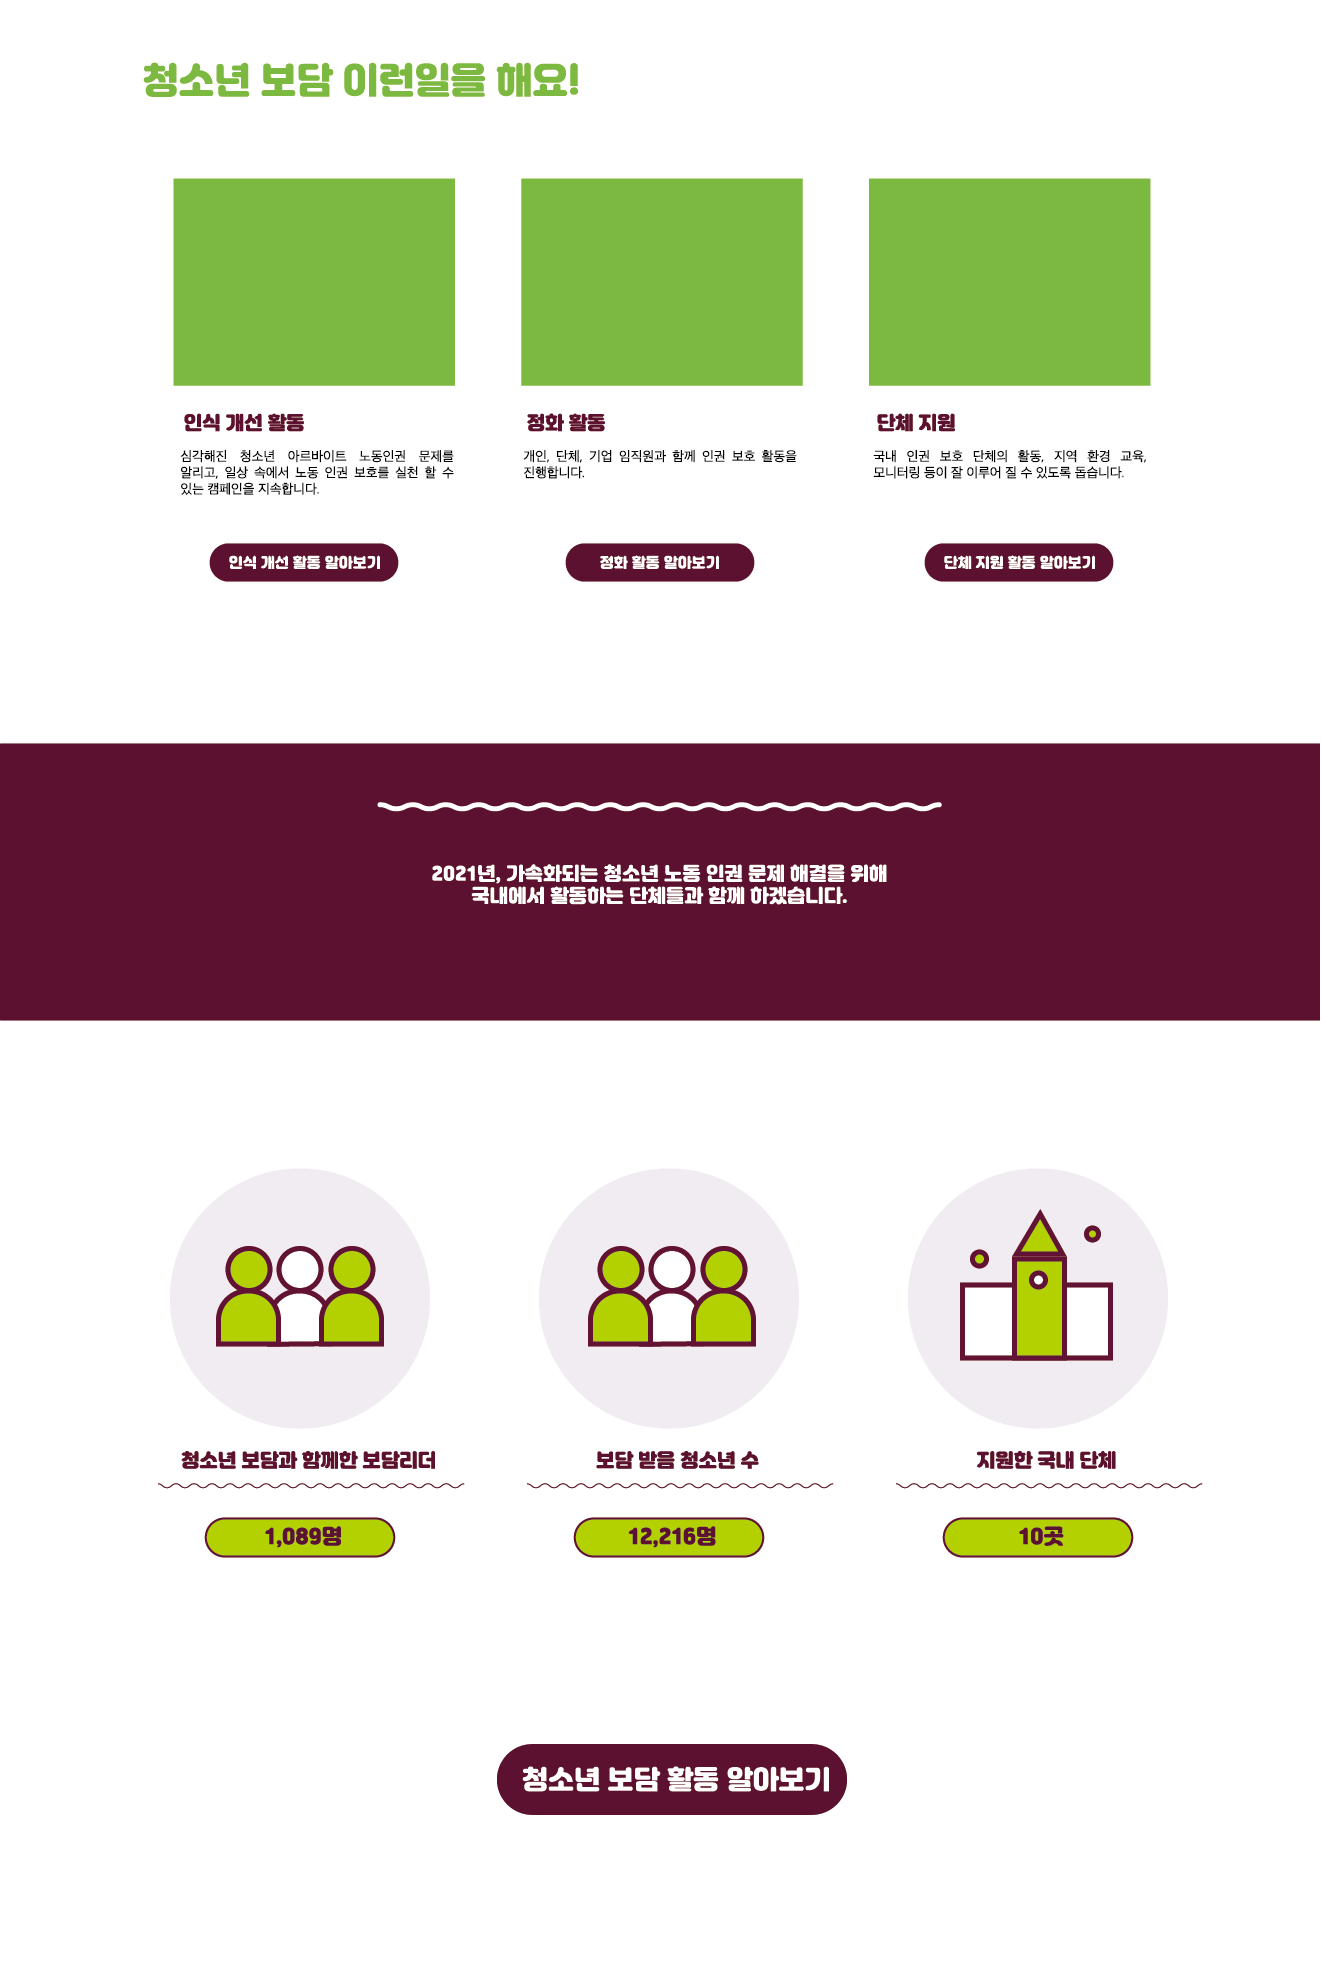 청소년 보담 이런일을 해요!
인식 개선 활동
심각해진 청소년 아르바이트 노동인권 문제를
알리고, 일상 속에서 노동 인권 보호를 실천 할 수
있는 캠페인을 지속합니다.
인식 개선 활동 알아보기
정화 활동
개인, 단체, 기업 임직원과 함께 인권 보호 활동을
진행합니다.
정화 활동 알아보기
단체 지원
국내 인권 보호 단체의 활동, 지역 환경 교육,
모니터링 등이 잘 이루어 질 수 있도록 돕습니다.
단체 지원 활동 알아보기
2021년, 가속화되는 청소년 노동 인권 문제 해결을 위해
국내에서 활동하는 단체들과 함께 하겠습니다.
청소년 보담과 함께한 보담리더
1,089명
보담 받음 청소년 수
12,216명
지원한 국내 단체
10곳
청소년 보담 활동 알아보기